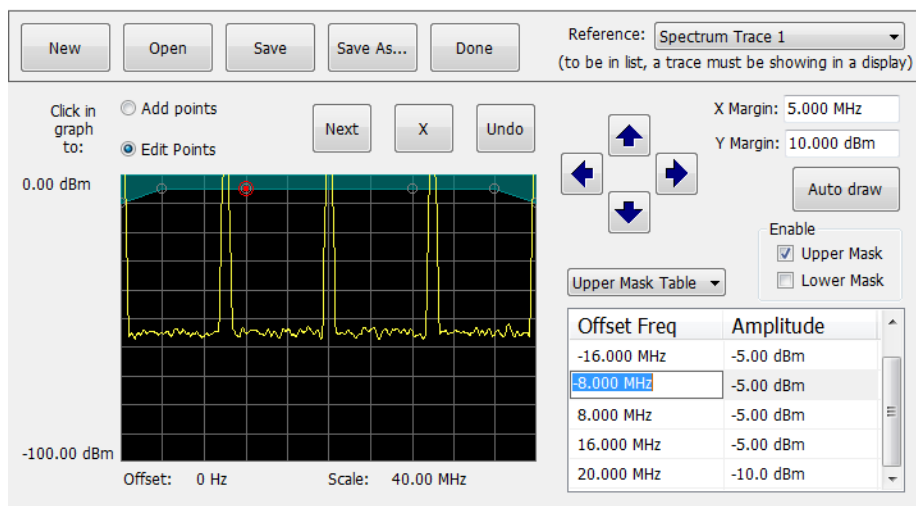 New Open Save Save As... Done
Reference: Spectrum Trace 1
(to be in list, a trace must be showing in a display)
Click in graph to:
Add points
Edit Points
Next X Undo
X Margin: 5.000 MHz
Y Margin: 10.000 dBm
Auto draw
Enable
Upper Mask
Lower Mask
0.00 dBm
-100.00 dBm
Offset: 0 Hz Scale: 40.00 MHz
Upper Mask Table
Offset Freq Amplitude
-16.000 MHz -5.00 dBm
-8.000 MHz -5.00 dBm
8.000 MHz -5.00 dBm
16.000 MHz -5.00 dBm
20.000 MHz -10.0 dBm